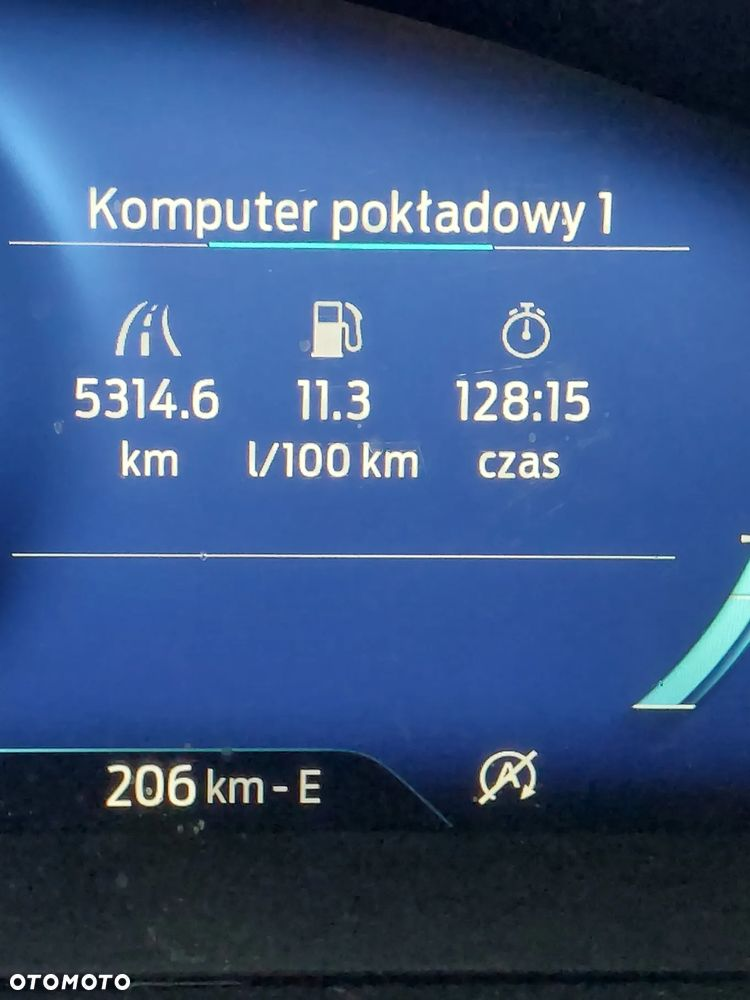 Komputer pokładowy 1
5314.6 11.3 128:15
km l/100 km czas
206 km - E
A
OTOMOTO